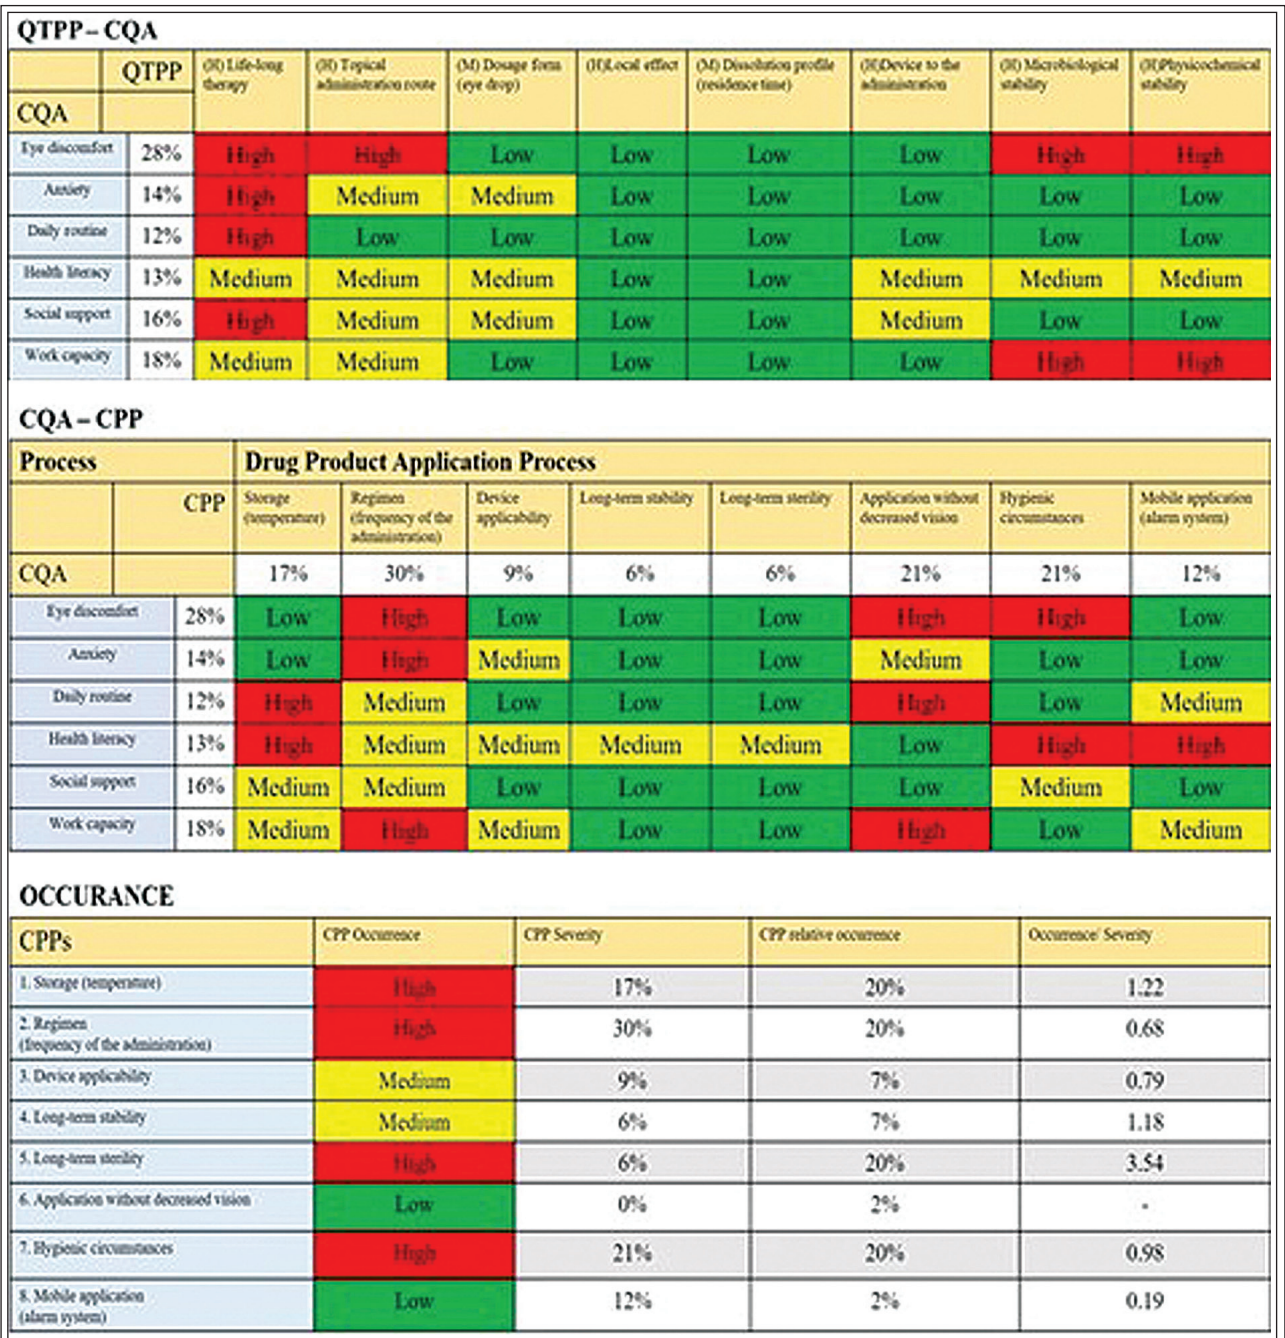 QTPP – CQA
QTPP (H) Life-long (H) Topical (M) Dosage form (H)Local effect (M) Dissolution profile (H)Device to the (H) Microbiological (H)Physicochemical
therapy administration route (eye drop) (residence time) administration stability stability
CQA
Eye discomfort 28% High High Low Low Low Low High High
Anxiety 14% High Medium Medium Low Low Low Low Low
Daily routine 12% High Low Low Low Low Low Low Low
Health literacy 13% Medium Medium Medium Low Low Medium Medium Medium
Social support 16% High Medium Medium Low Low Medium Low Low
Work capacity 18% Medium Medium Low Low Low Low High High
CQA – CPP
Process Drug Product Application Process
CPP Storage Regimen Device Long-term stability Long-term sterility Application without Hygienic Mobile application
(temperature) (frequency of the applicability decreased vision circumstances (alarm system)
administration)
CQA 17% 30% 9% 6% 6% 21% 21% 12%
Eye discomfort 28% Low High Low Low Low High High Low
Anxiety 14% Low High Medium Low Low Medium Low Low
Daily routine 12% High Medium Low Low Low High Low Medium
Health literacy 13% High Medium Medium Medium Medium Low High High
Social support 16% Medium Medium Low Low Low Low Medium Low
Work capacity 18% Medium High Medium Low Low High Low Medium
OCCURANCE
CPPs CPP Occurrence CPP Severity CPP relative occurrence Occurrence/ Severity
1. Storage (temperature) High 17% 20% 1.22
2. Regimen
(frequency of the administration) High 30% 20% 0.68
3. Device applicability Medium 9% 7% 0.79
4. Long-term stability Medium 6% 7% 1.18
5. Long-term sterility High 6% 20% 3.54
6. Application without decreased vision Low 0% 2% -
7. Hygienic circumstances High 21% 20% 0.98
8. Mobile application
(alarm system) Low 12% 2% 0.19